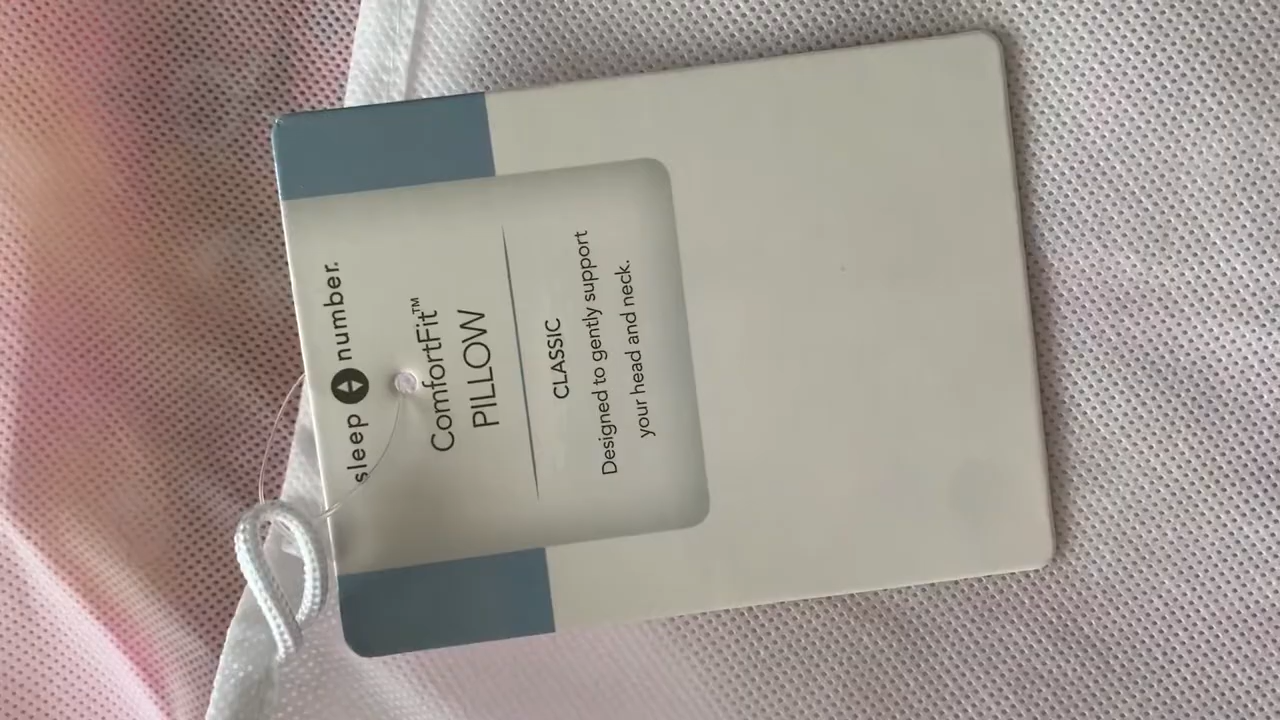 sleep number.
ComfortFit™
PILLOW
CLASSIC
Designed to gently support
your head and neck.